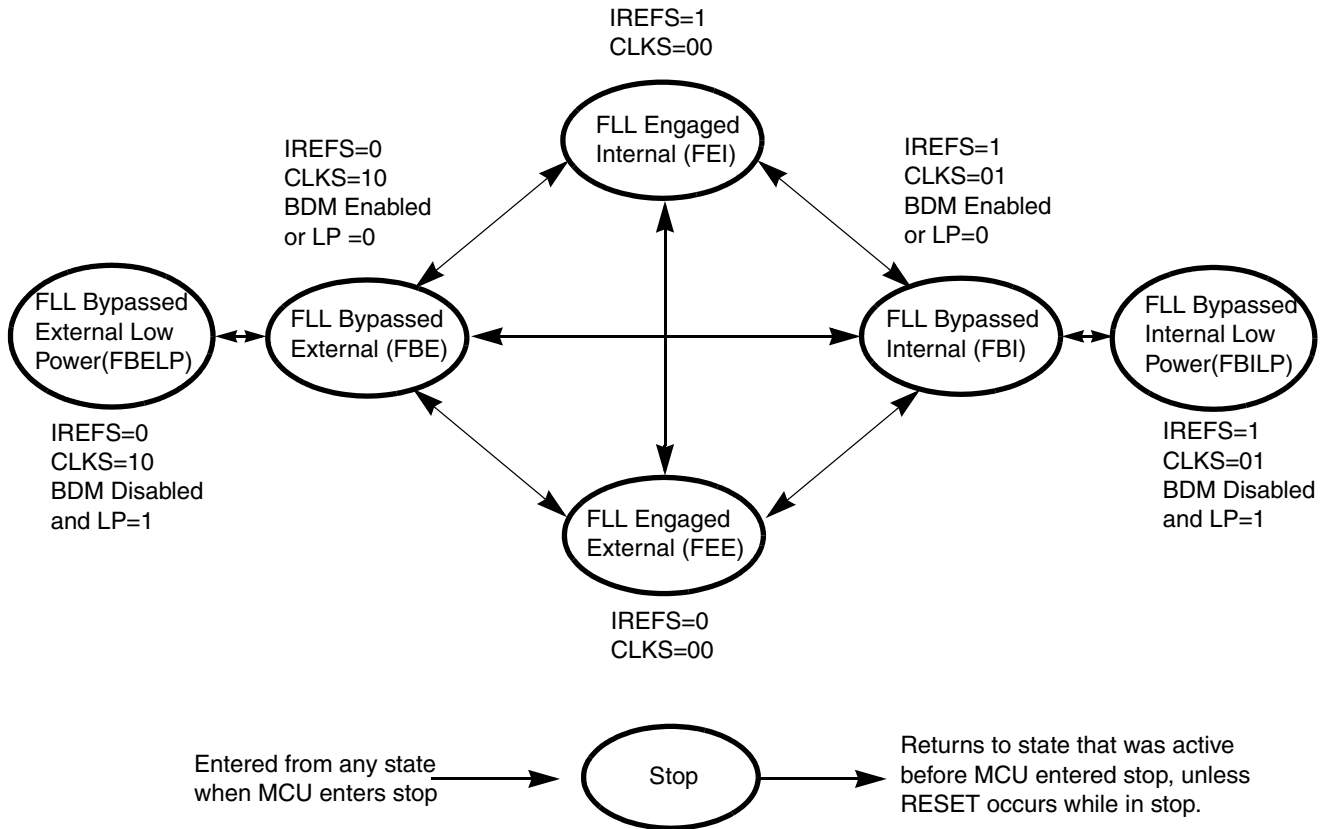 IREFS=1
CLKS=00
FLL Engaged
Internal (FEI)
IREFS=0
CLKS=10
BDM Enabled
or LP =0
IREFS=1
CLKS=01
BDM Enabled
or LP=0
FLL Bypassed
External Low
Power(FBELP)
FLL Bypassed
External (FBE)
FLL Bypassed
Internal (FBI)
FLL Bypassed
Internal Low
Power(FBILP)
IREFS=0
CLKS=10
BDM Disabled
and LP=1
IREFS=1
CLKS=01
BDM Disabled
and LP=1
FLL Engaged
External (FEE)
IREFS=0
CLKS=00
Entered from any state
when MCU enters stop
Stop
Returns to state that was active
before MCU entered stop, unless
RESET occurs while in stop.